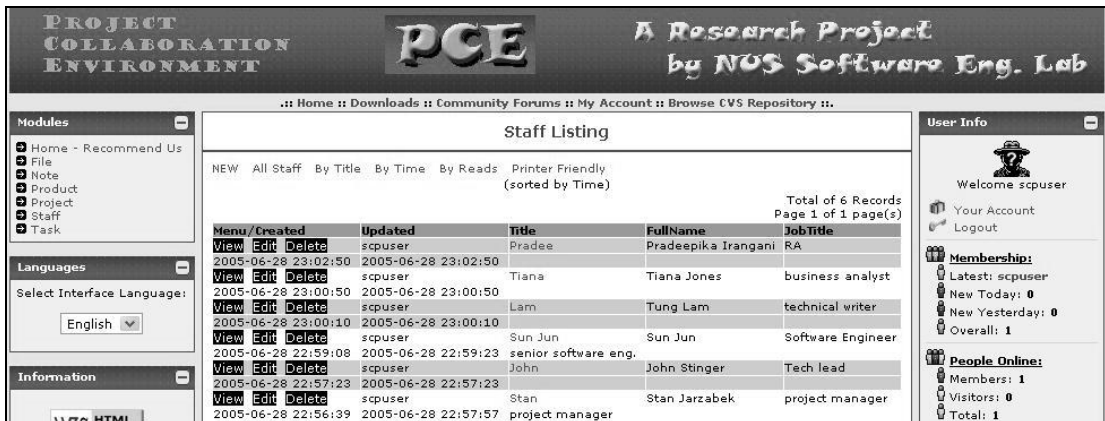 PROJECT
COLLABORATION
ENVIRONMENT
PCE
A Research Project
by NUS Software Eng. Lab
.:: Home :: Downloads :: Community Forums :: My Account :: Browse CVS Repository ::.
Modules
Home - Recommend Us
File
Note
Product
Project
Staff
Task
Languages
Select Interface Language:
English
Information
HTML
Staff Listing
NEW All Staff By Title By Time By Reads Printer Friendly
(sorted by Time)
Total of 6 Records
Page 1 of 1 page(s)
Menu/Created Updated Title FullName JobTitle
View Edit Delete scpuser Pradee Pradeepika Irangani RA
2005-06-28 23:02:50 2005-06-28 23:02:50
View Edit Delete scpuser Tiana Tiana Jones business analyst
2005-06-28 23:00:50 2005-06-28 23:00:50
View Edit Delete scpuser Lam Tung Lam technical writer
2005-06-28 23:00:10 2005-06-28 23:00:10
View Edit Delete scpuser Sun Jun Sun Jun Software Engineer
2005-06-28 22:59:08 2005-06-28 22:59:23 senior software eng.
View Edit Delete scpuser John John Stinger Tech lead
2005-06-28 22:57:23 2005-06-28 22:57:23
View Edit Delete scpuser Stan Stan Jarzabek project manager
2005-06-28 22:56:39 2005-06-28 22:57:57 project manager
User Info
Welcome scpuser
Your Account
Logout
Membership:
Latest: scpuser
New Today: 0
New Yesterday: 0
Overall: 1
People Online:
Members: 1
Visitors: 0
Total: 1